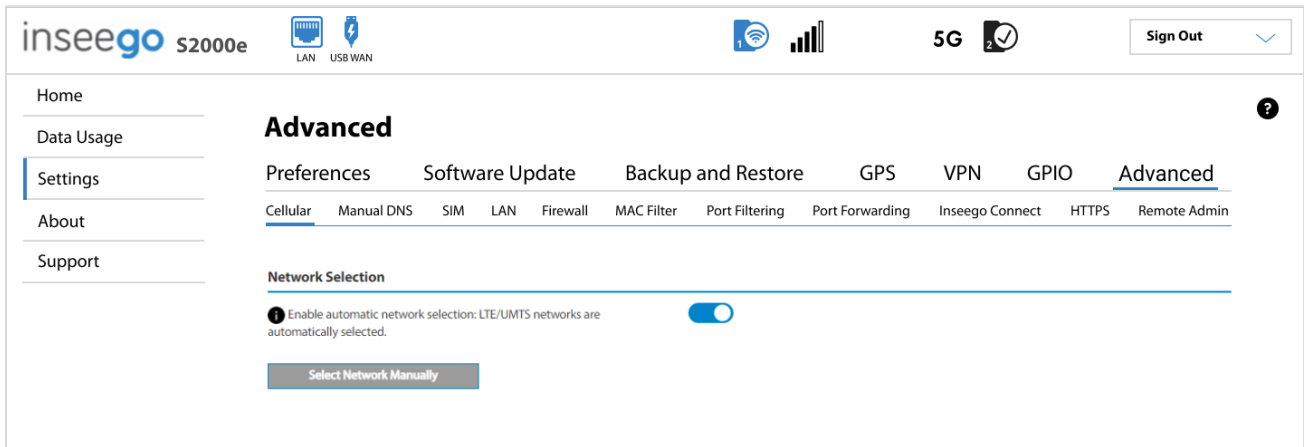 inseego S2000e
LAN
USB WAN
1
5G
2
Sign Out
Home
Data Usage
Settings
About
Support
?
Advanced
Preferences Software Update Backup and Restore GPS VPN GPIO Advanced
Cellular Manual DNS SIM LAN Firewall MAC Filter Port Filtering Port Forwarding Inseego Connect HTTPS Remote Admin
Network Selection
i Enable automatic network selection: LTE/UMTS networks are
automatically selected.
Select Network Manually